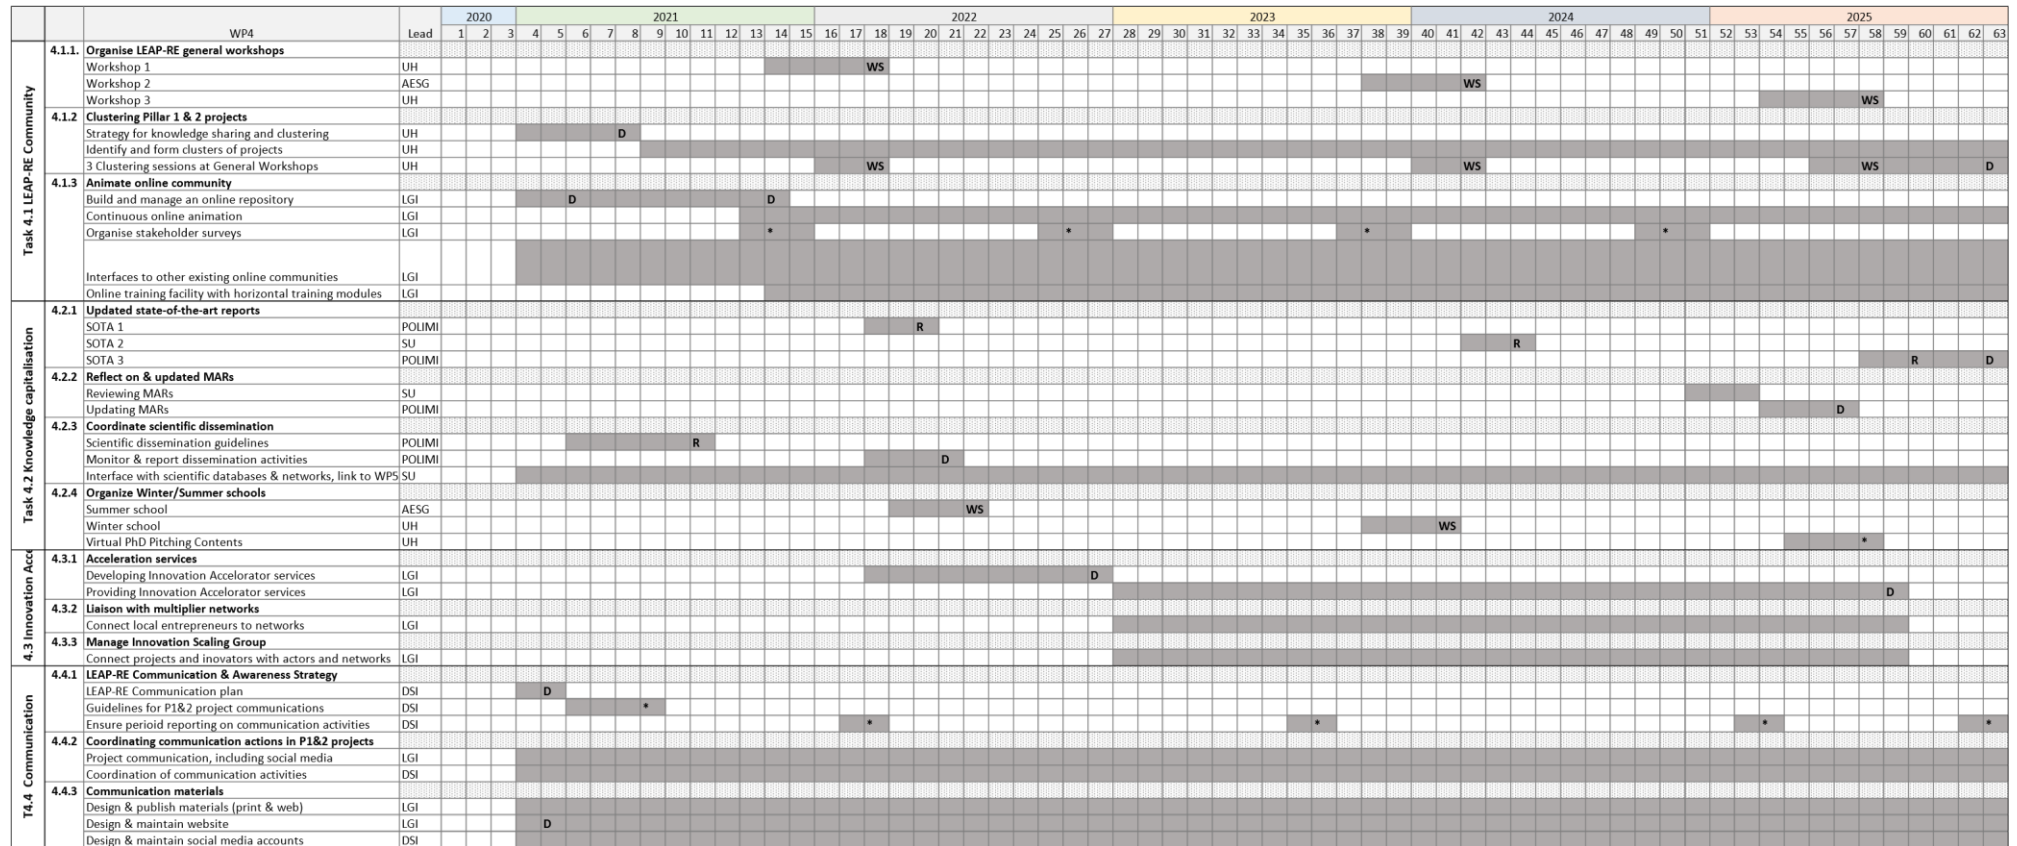 2020 2021 2022 2023 2024 2025
WP4 Lead 1 2 3 4 5 6 7 8 9 10 11 12 13 14 15 16 17 18 19 20 21 22 23 24 25 26 27 28 29 30 31 32 33 34 35 36 37 38 39 40 41 42 43 44 45 46 47 48 49 50 51 52 53 54 55 56 57 58 59 60 61 62 63
Task 4.1 LEAP-RE Community
4.1.1. Organise LEAP-RE general workshops
Workshop 1 UH WS
Workshop 2 AESG WS
Workshop 3 UH WS
4.1.2 Clustering Pillar 1 & 2 projects
Strategy for knowledge sharing and clustering UH D
Identify and form clusters of projects UH
3 Clustering sessions at General Workshops UH WS WS WS D
4.1.3 Animate online community
Build and manage an online repository LGI D D
Continuous online animation LGI
Organise stakeholder surveys LGI * * * *
Interfaces to other existing online communities LGI
Online training facility with horizontal training modules LGI
Task 4.2 Knowledge capitalisation
4.2.1 Updated state-of-the-art reports
SOTA 1 POLIMI R
SOTA 2 SU R
SOTA 3 POLIMI R D
4.2.2 Reflect on & updated MARs
Reviewing MARs SU
Updating MARs POLIMI D
4.2.3 Coordinate scientific dissemination
Scientific dissemination guidelines POLIMI R
Monitor & report dissemination activities POLIMI D
Interface with scientific databases & networks, link to WP5 SU
4.2.4 Organize Winter/Summer schools
Summer school AESG WS
Winter school UH WS
Virtual PhD Pitching Contents UH *
4.3 Innovation Acc
4.3.1 Acceleration services
Developing Innovation Accelorator services LGI D
Providing Innovation Accelorator services LGI D
4.3.2 Liaison with multiplier networks
Connect local entrepreneurs to networks LGI
4.3.3 Manage Innovation Scaling Group
Connect projects and inovators with actors and networks LGI
T4.4 Communication
4.4.1 LEAP-RE Communication & Awareness Strategy
LEAP-RE Communication plan DSI D
Guidelines for P1&2 project communications DSI *
Ensure perioid reporting on communication activities DSI * * * *
4.4.2 Coordinating communication actions in P1&2 projects
Project communication, including social media LGI
Coordination of communication activities DSI
4.4.3 Communication materials
Design & publish materials (print & web) LGI
Design & maintain website LGI D
Design & maintain social media accounts DSI